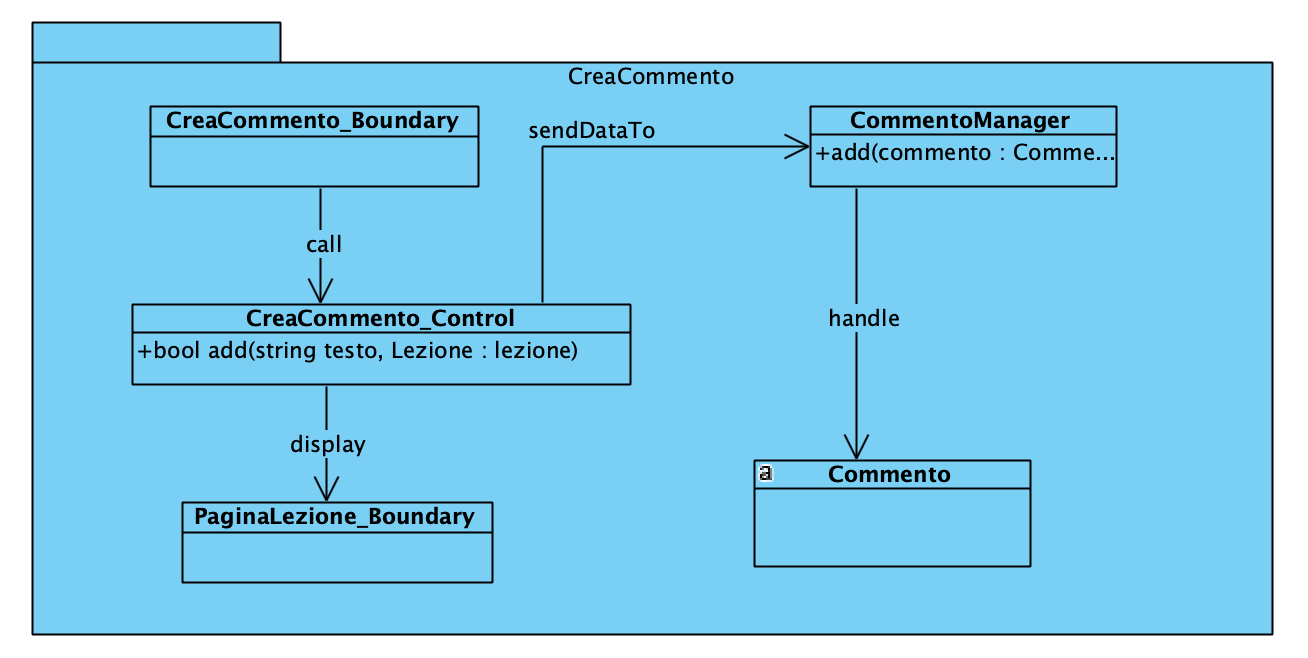 CreaCommento
CreaCommento_Boundary
sendDataTo
CommentoManager
+add(commento : Comme...
call
handle
CreaCommento_Control
+bool add(string testo, Lezione : lezione)
display
a
Commento
PaginaLezione_Boundary